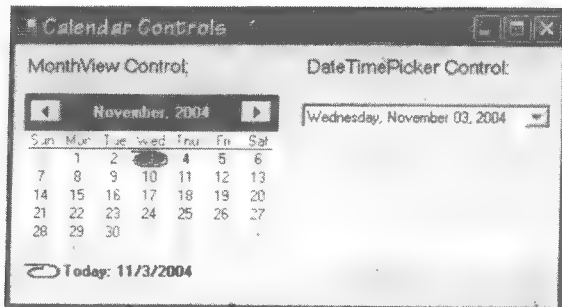 Calendar Controls
MonthView Control:
DateTimePicker Control:
November, 2004
Wednesday, November 03, 2004
Sun Mon Tue Wed Thu Fri Sat
1 2 3 4 5 6
7 8 9 10 11 12 13
14 15 16 17 18 19 20
21 22 23 24 25 26 27
28 29 30
Today: 11/3/2004